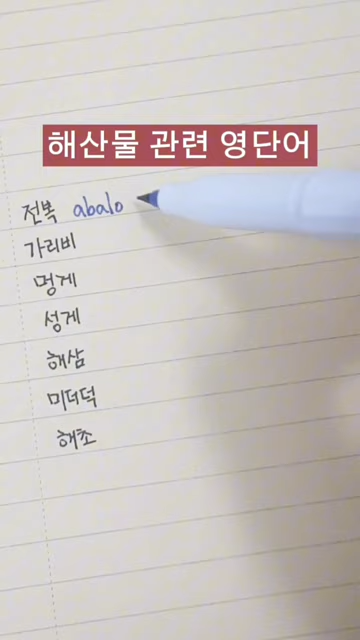 해산물 관련 영단어
전복 abalo
가리비
멍게
성게
해삼
미더덕
해초